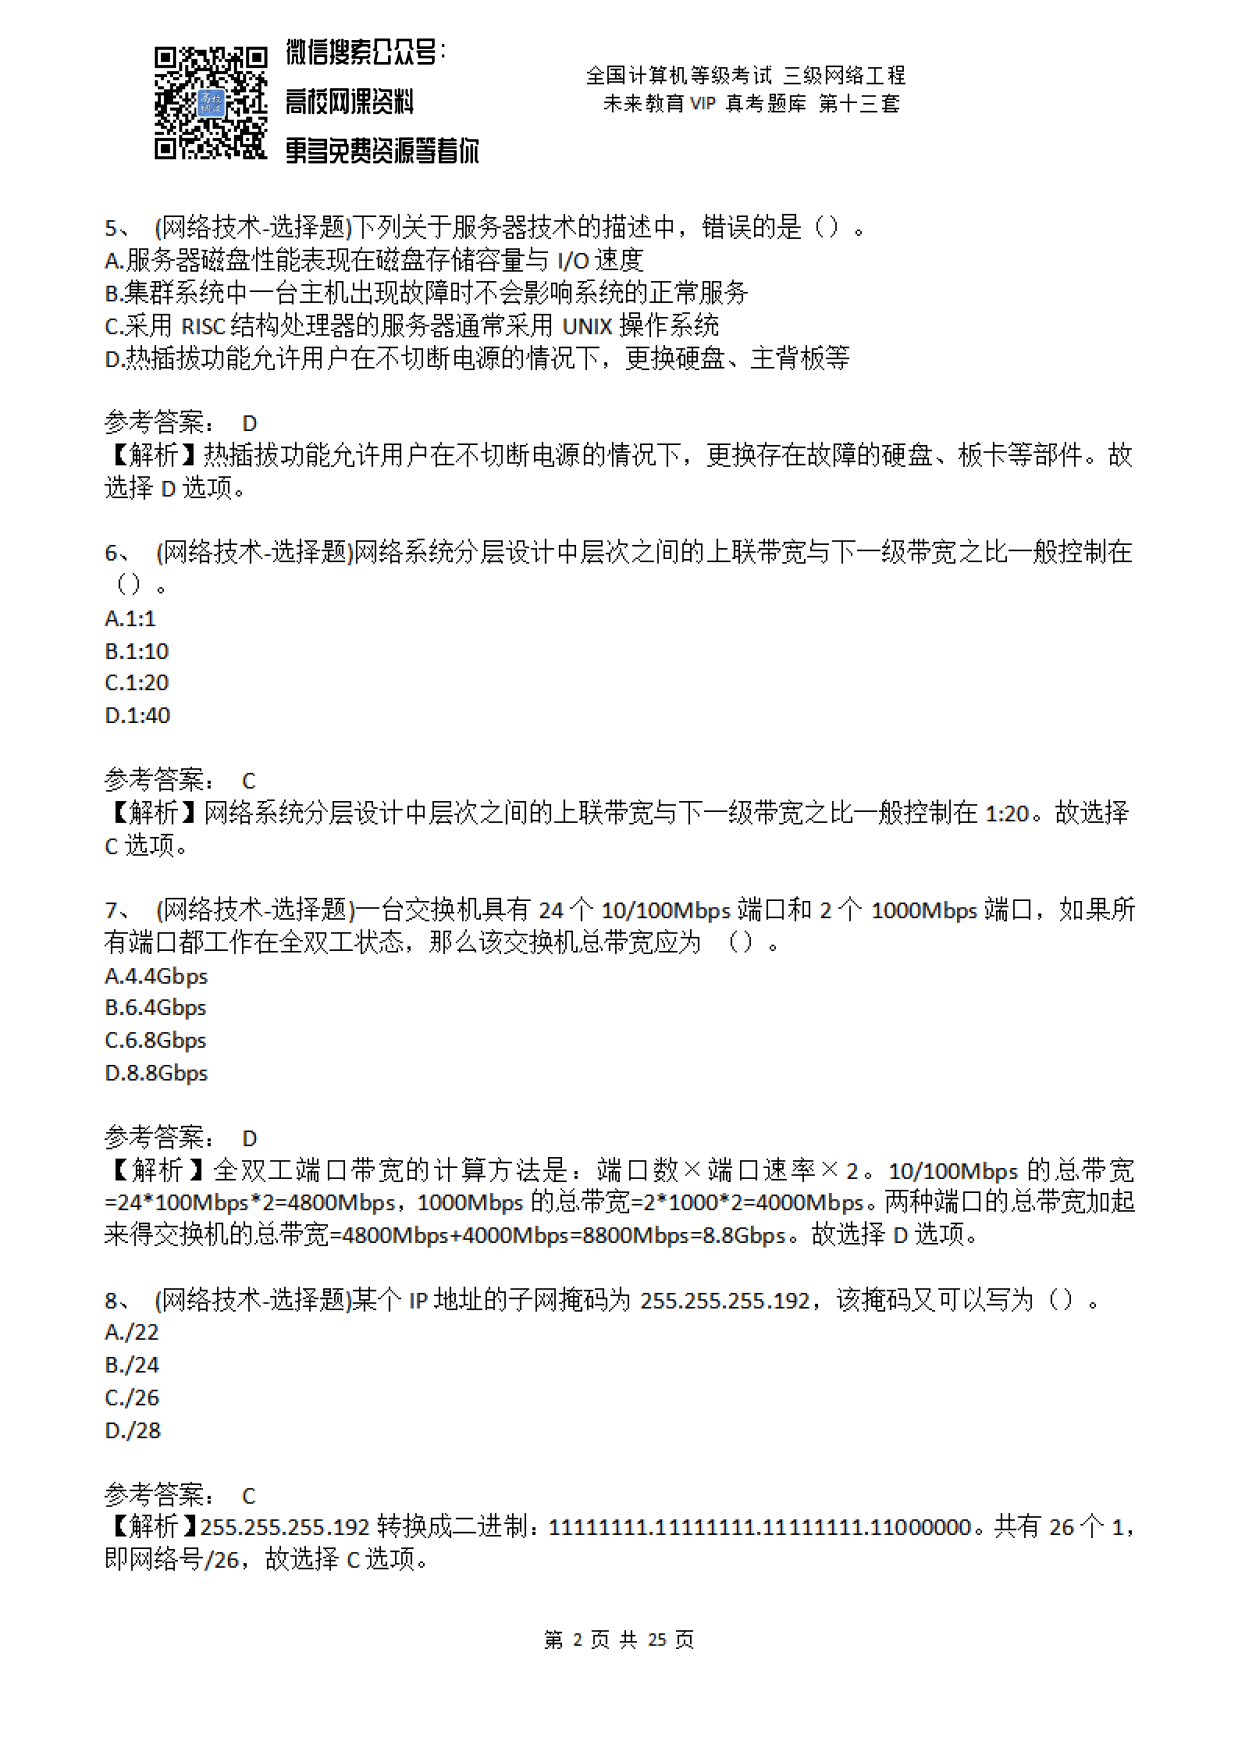 微信搜索公众号：
高校网课资料
更多免费资源等着你
全国计算机等级考试 三级网络工程
未来教育 VIP 真考题库 第十三套
5、 (网络技术-选择题)下列关于服务器技术的描述中，错误的是（）。
A.服务器磁盘性能表现在磁盘存储容量与 I/O 速度
B.集群系统中一台主机出现故障时不会影响系统的正常服务
C.采用 RISC 结构处理器的服务器通常采用 UNIX 操作系统
D.热插拔功能允许用户在不切断电源的情况下，更换硬盘、主背板等
参考答案： D
【解析】热插拔功能允许用户在不切断电源的情况下，更换存在故障的硬盘、板卡等部件。故
选择 D 选项。
6、 (网络技术-选择题)网络系统分层设计中层次之间的上联带宽与下一级带宽之比一般控制在
（）。
A.1:1
B.1:10
C.1:20
D.1:40
参考答案： C
【解析】网络系统分层设计中层次之间的上联带宽与下一级带宽之比一般控制在 1:20。故选择
C 选项。
7、 (网络技术-选择题)一台交换机具有 24 个 10/100Mbps 端口和 2 个 1000Mbps 端口，如果所
有端口都工作在全双工状态，那么该交换机总带宽应为 （）。
A.4.4Gbps
B.6.4Gbps
C.6.8Gbps
D.8.8Gbps
参考答案： D
【解析】全双工端口带宽的计算方法是：端口数×端口速率×2。10/100Mbps 的总带宽
=24*100Mbps*2=4800Mbps，1000Mbps 的总带宽=2*1000*2=4000Mbps。两种端口的总带宽加起
来得交换机的总带宽=4800Mbps+4000Mbps=8800Mbps=8.8Gbps。故选择 D 选项。
8、 (网络技术-选择题)某个 IP 地址的子网掩码为 255.255.255.192，该掩码又可以写为（）。
A./22
B./24
C./26
D./28
参考答案： C
【解析】255.255.255.192 转换成二进制：11111111.11111111.11111111.11000000。共有 26 个 1，
即网络号/26，故选择 C 选项。
第 2 页 共 25 页